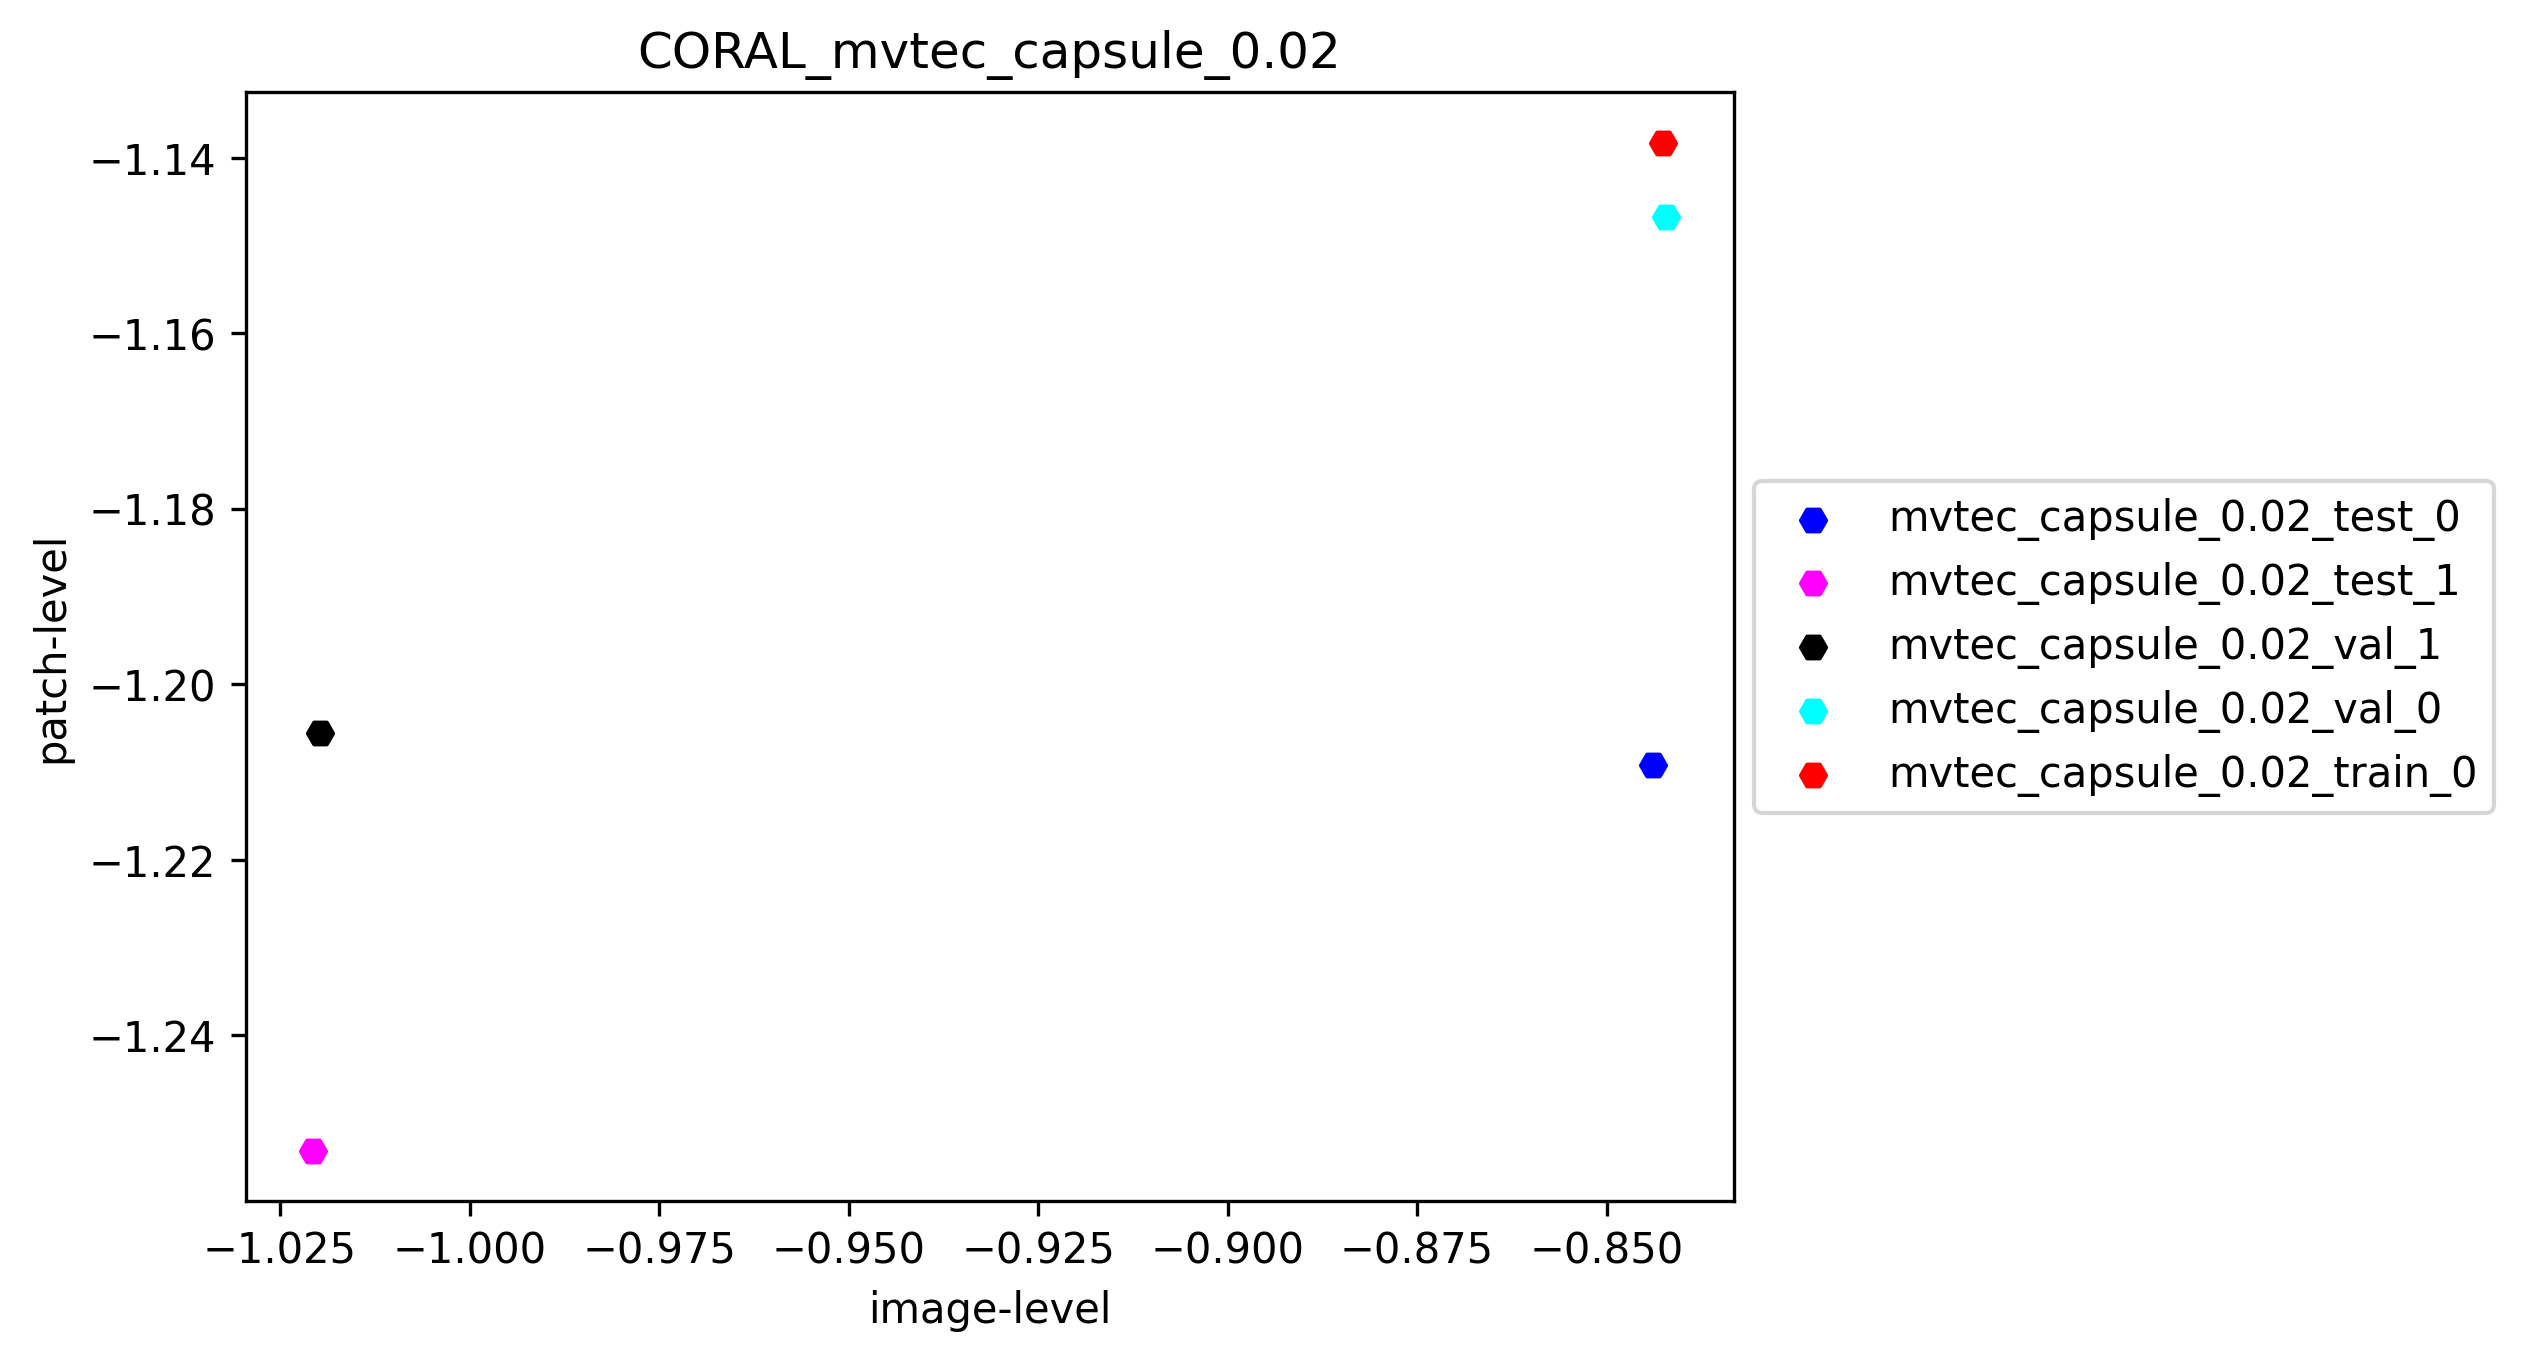 CORAL_mvtec_capsule_0.02
−1.14
−1.16
−1.18
−1.20
−1.22
−1.24
patch-level
−1.025 −1.000 −0.975 −0.950 −0.925 −0.900 −0.875 −0.850
image-level
mvtec_capsule_0.02_test_0
mvtec_capsule_0.02_test_1
mvtec_capsule_0.02_val_1
mvtec_capsule_0.02_val_0
mvtec_capsule_0.02_train_0